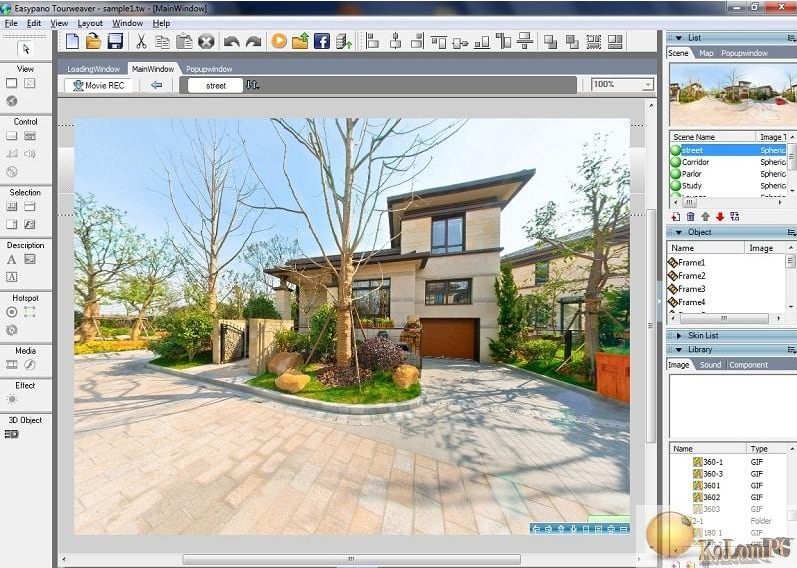 Easypano Tourweaver - sample1.tw - [MainWindow]
File Edit View Layout Window Help
View
Control
Selection
Description
Hotspot
Media
Effect
3D Object
LoadingWindow MainWindow Popupwindow
Movie REC street 100%
List
Scene Map Popupwindow
Scene Name Image T
street Spheric
Corridor Spheric
Parlor Spheric
Study Spheric
Object
Name Image
Frame1
Frame2
Frame3
Frame4
Skin List
Library
Image Sound Component
Name Type
360-1 GIF
360-3 GIF
3601 GIF
3602 GIF
3603 GIF
2-1 Folder
180 1 GIF
GIF
KoLomPC